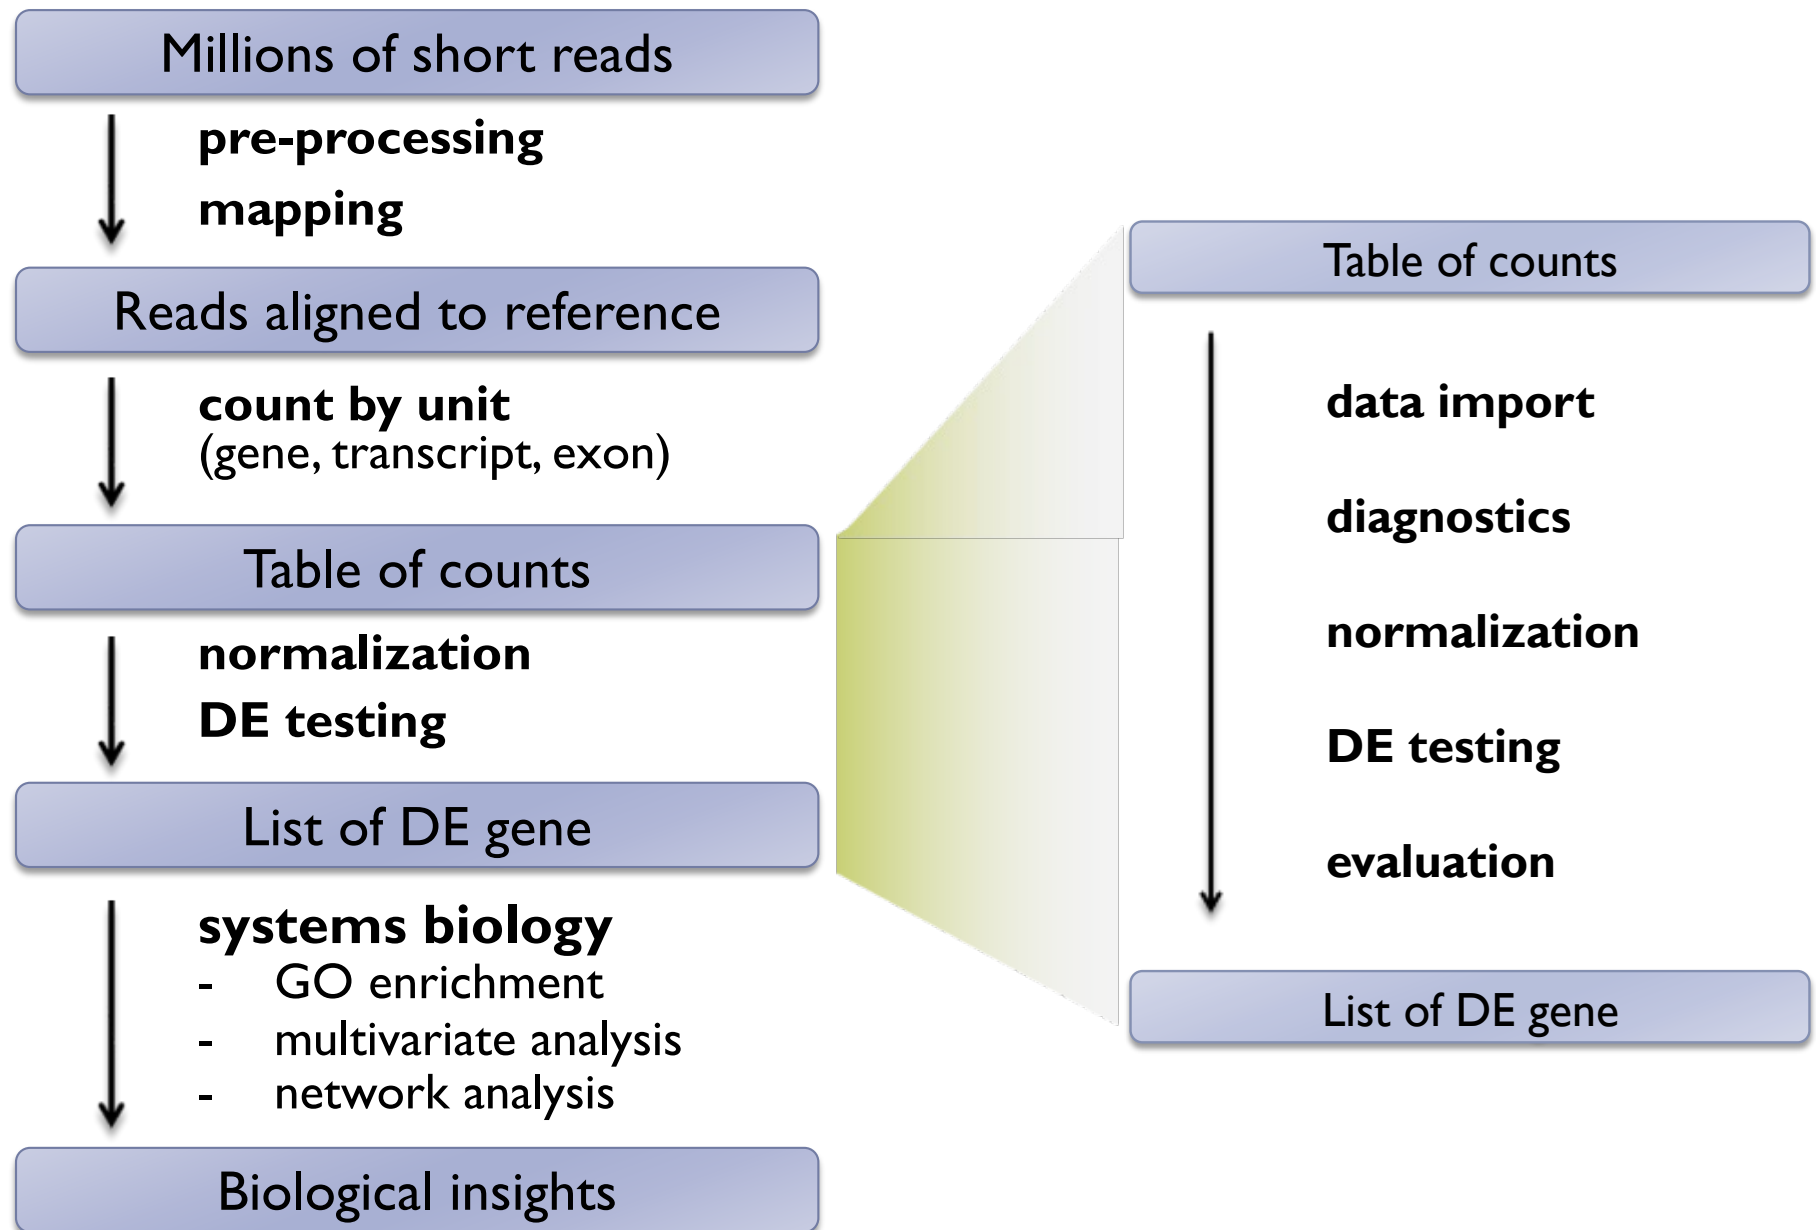 Millions of short reads
pre-processing
mapping
Reads aligned to reference
count by unit
(gene, transcript, exon)
Table of counts
normalization
DE testing
List of DE gene
systems biology
- GO enrichment
- multivariate analysis
- network analysis
Biological insights
Table of counts
data import
diagnostics
normalization
DE testing
evaluation
List of DE gene